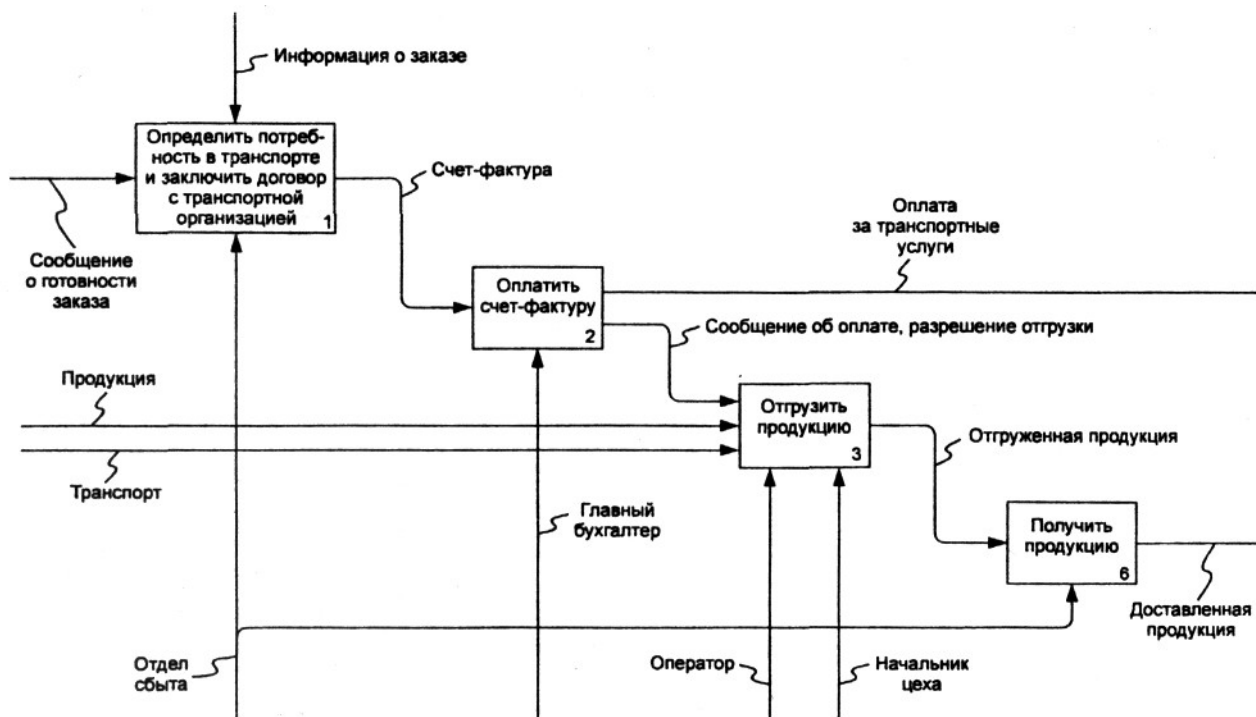 Информация о заказе
Определить потреб-
ность в транспорте
и заключить договор
с транспортной
организацией
1
Счет-фактура
Сообщение
о готовности
заказа
Оплата
за транспортные
услуги
Оплатить
счет-фактуру
2
Сообщение об оплате, разрешение отгрузки
Продукция
Транспорт
Отгрузить
продукцию
3
Отгруженная продукция
Главный
бухгалтер
Получить
продукцию
6
Доставленная
продукция
Отдел
сбыта
Оператор
Начальник
цеха